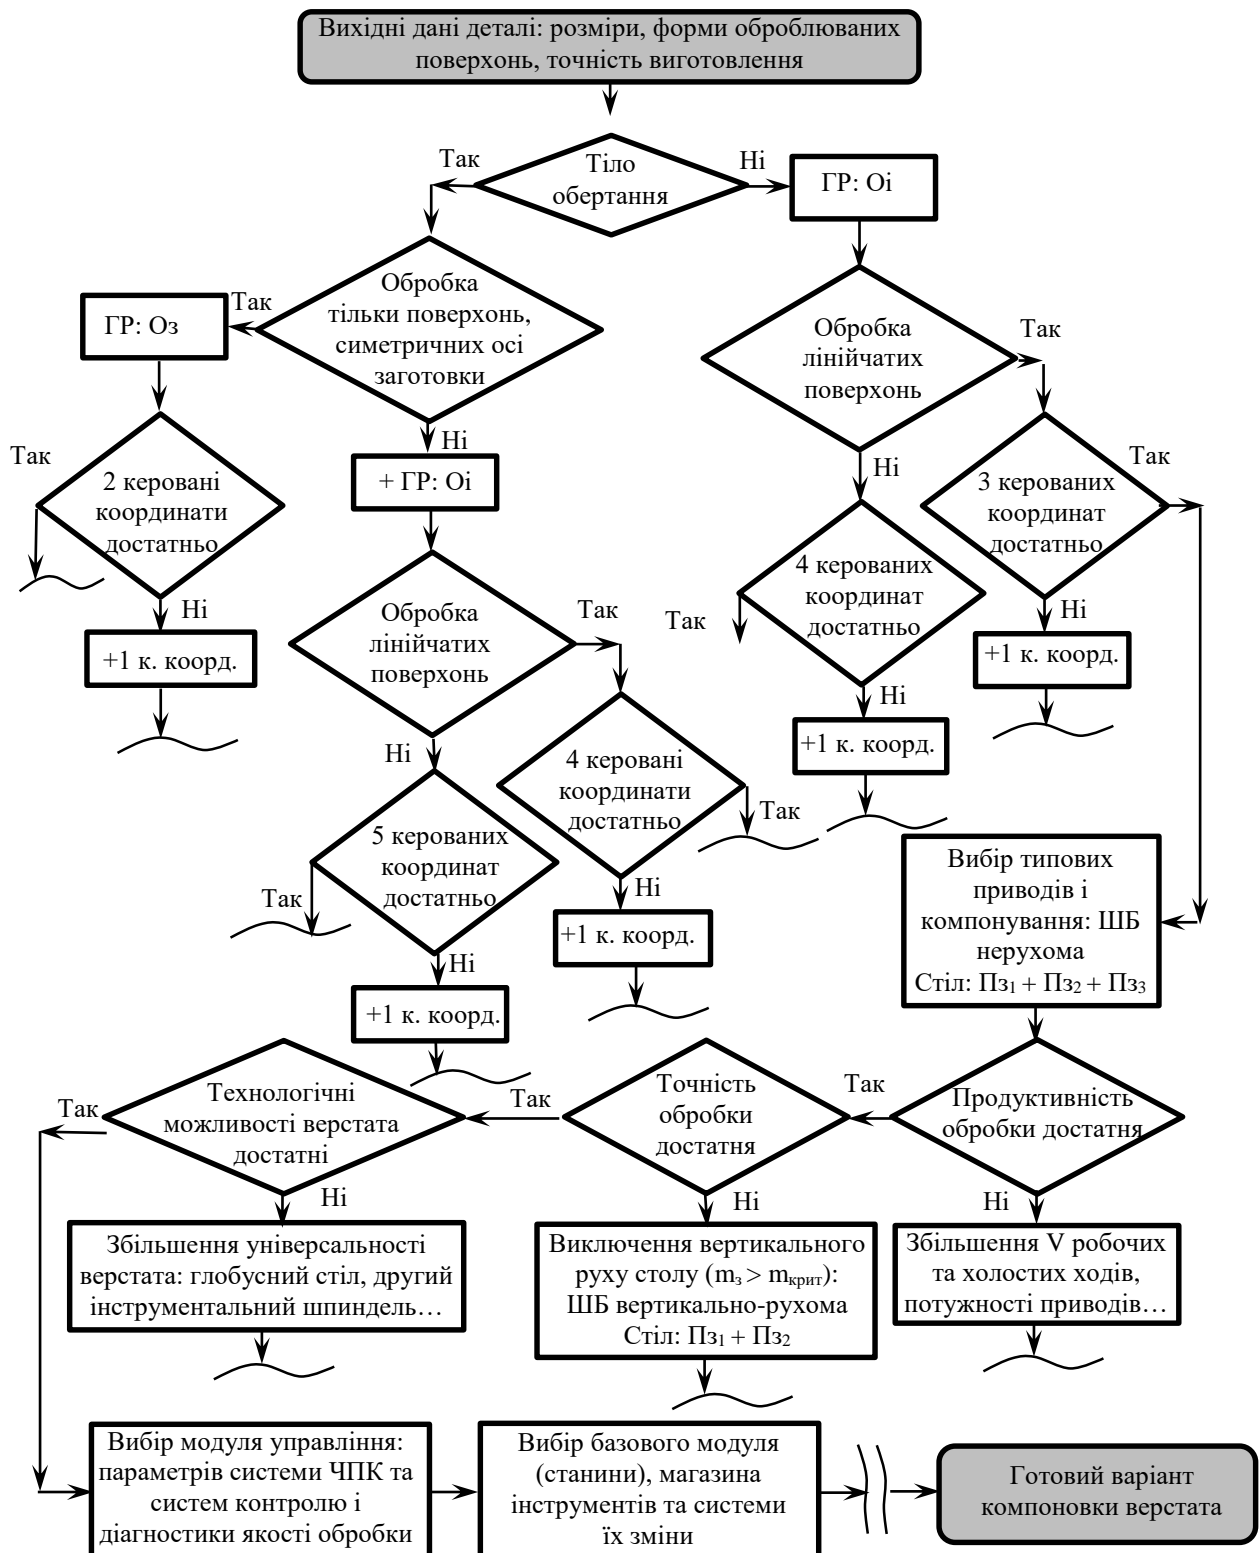 Вихідні дані деталі: розміри, форми оброблюваних
поверхонь, точність виготовлення
Так
Тіло
обертання
Ні
ГР: Оі
Обробка
тільки поверхонь,
симетричних осі
заготовки
Так
ГР: Оз
Ні
+ ГР: Оі
Обробка
лінійчатих
поверхонь
Так
Ні
Так
2 керовані
координати
достатньо
Ні
+1 к. коорд.
3 керованих
координат
достатньо
Так
Ні
+1 к. коорд.
4 керованих
координат
достатньо
Так
Ні
+1 к. коорд.
Обробка
лінійчатих
поверхонь
Так
Ні
4 керовані
координати
достатньо
Так
Ні
+1 к. коорд.
5 керованих
координат
достатньо
Так
Ні
+1 к. коорд.
Вибір типових
приводів і
компонування: ШБ
нерухома
Стіл: Пз₁ + Пз₂ + Пз₃
Продуктивність
обробки достатня
Так
Ні
Збільшення V робочих
та холостих ходів,
потужності приводів…
Точність
обробки
достатня
Так
Ні
Виключення вертикального
руху столу (mз > mкрит):
ШБ вертикально-рухома
Стіл: Пз₁ + Пз₂
Технологічні
можливості верстата
достатні
Так
Ні
Збільшення універсальності
верстата: глобусний стіл, другий
інструментальний шпиндель…
Вибір модуля управління:
параметрів системи ЧПК та
систем контролю і
діагностики якості обробки
Вибір базового модуля
(станини), магазина
інструментів та системи
їх зміни
Готовий варіант
компоновки верстата